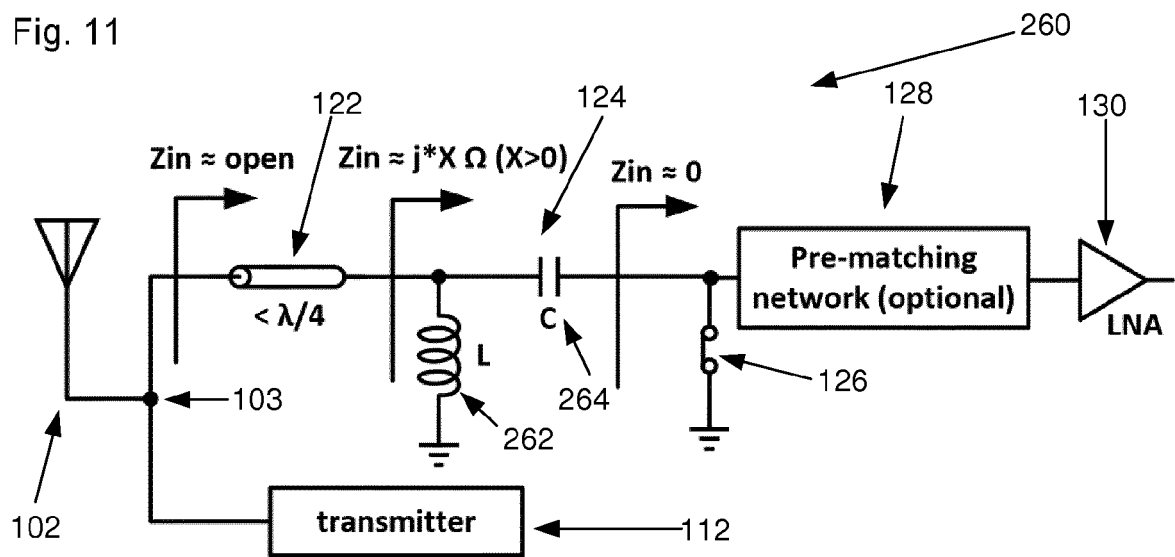 Fig. 11
260
122
124
128
130
Zin ≈ open
Zin ≈ j*X Ω (X>0)
Zin ≈ 0
Pre-matching
network (optional)
< λ/4
C
LNA
L
126
103
264
262
102
transmitter
112